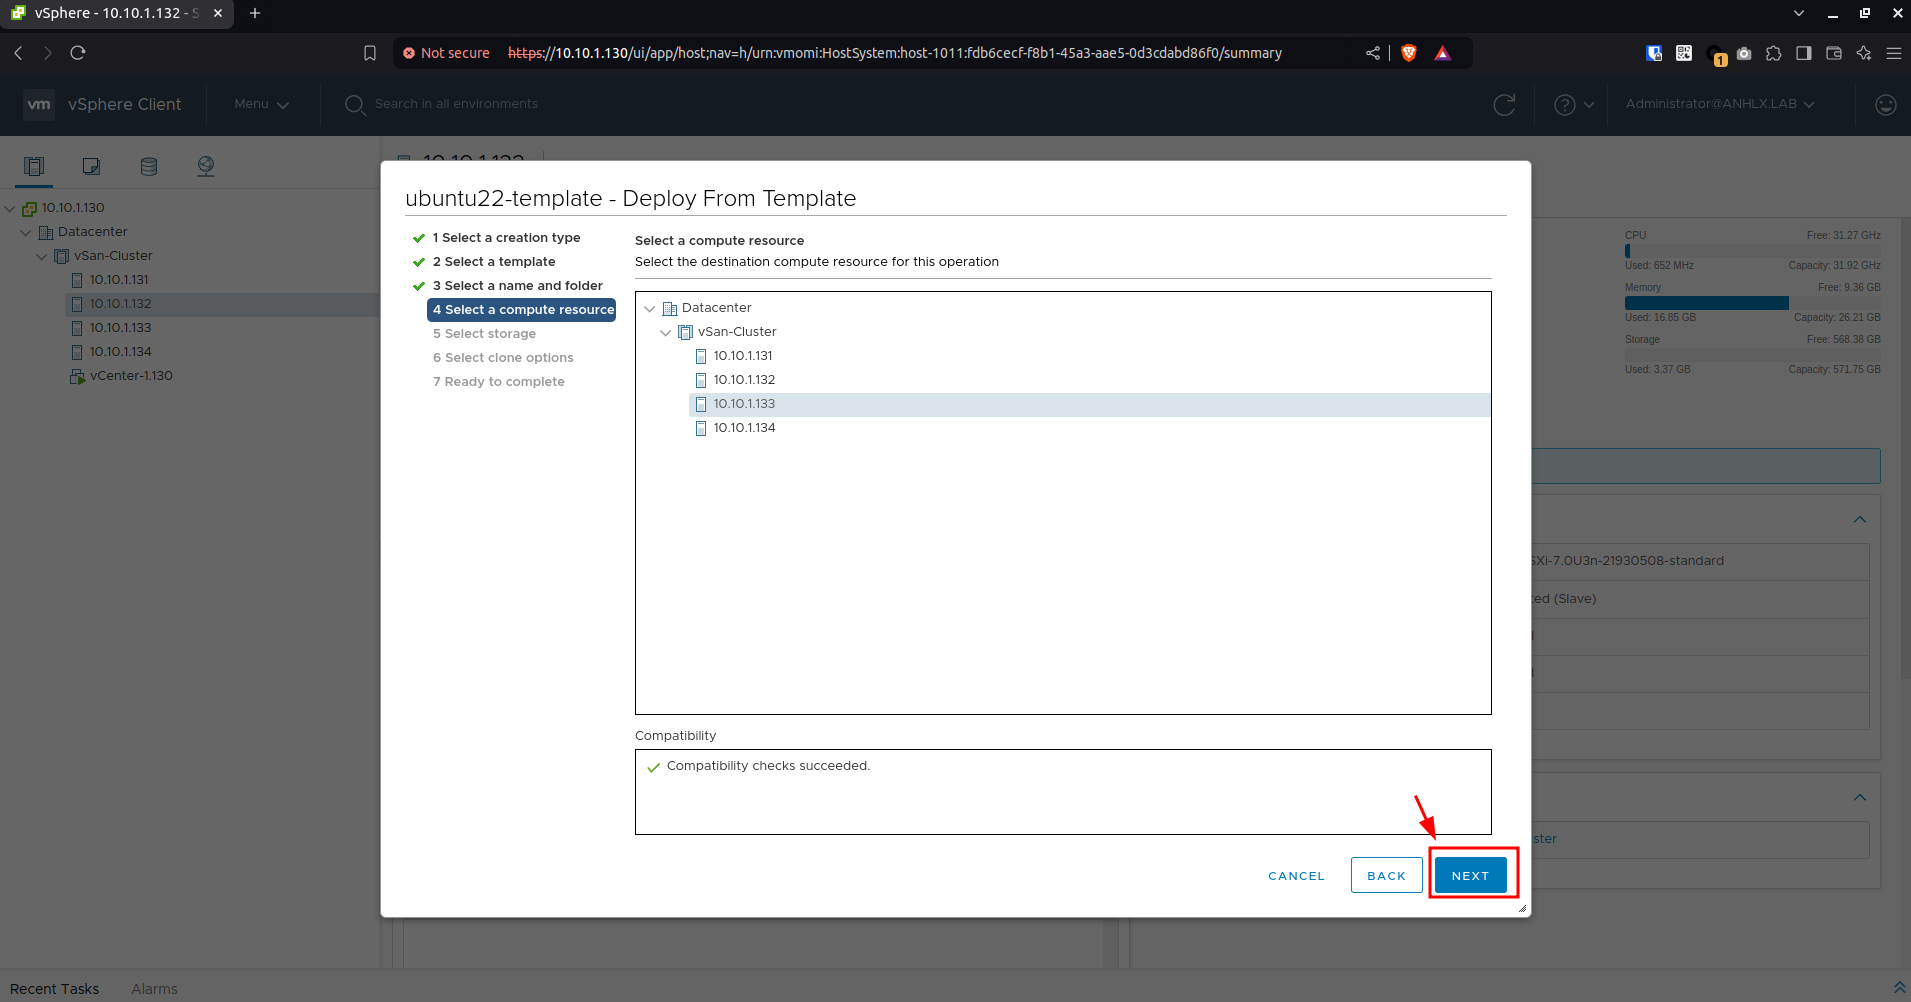 vSphere - 10.10.1.132 - S
Not secure https://10.10.1.130/ui/app/host;nav=h/urn:vmomi:HostSystem:host-1011:fdb6cecf-f8b1-45a3-aae5-0d3cdabd86f0/summary
1
vm vSphere Client Menu Search in all environments Administrator@ANHLX.LAB
10.10.1.130
Datacenter
vSan-Cluster
10.10.1.131
10.10.1.132
10.10.1.133
10.10.1.134
vCenter-1.130
10.10.1.132
ubuntu22-template - Deploy From Template
1 Select a creation type
2 Select a template
3 Select a name and folder
4 Select a compute resource
5 Select storage
6 Select clone options
7 Ready to complete
Select a compute resource
Select the destination compute resource for this operation
Datacenter
vSan-Cluster
10.10.1.131
10.10.1.132
10.10.1.133
10.10.1.134
Compatibility
Compatibility checks succeeded.
CANCEL BACK NEXT
CPU Free: 31.27 GHz
Used: 652 MHz Capacity: 31.92 GHz
Memory Free: 9.36 GB
Used: 16.85 GB Capacity: 26.21 GB
Storage Free: 568.38 GB
Used: 3.37 GB Capacity: 571.75 GB
SXi-7.0U3n-21930508-standard
ted (Slave)
ster
Recent Tasks Alarms